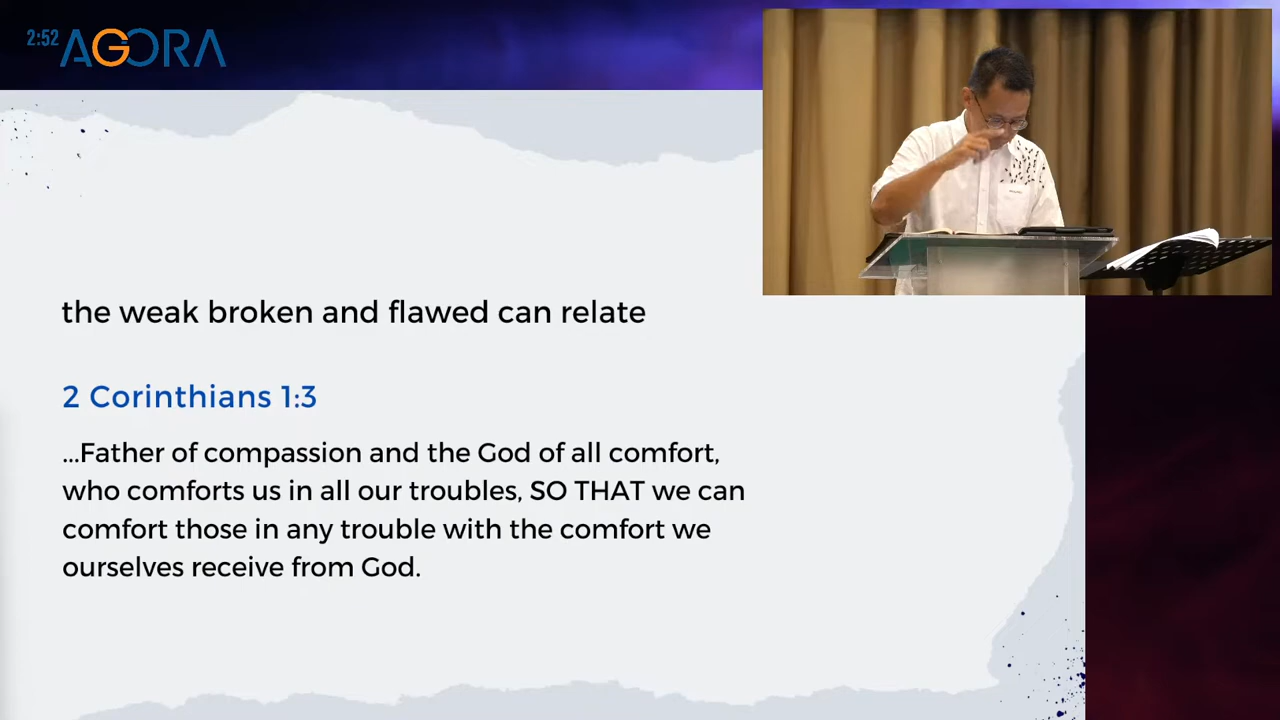 2:52 AGORA
the weak broken and flawed can relate
2 Corinthians 1:3
...Father of compassion and the God of all comfort,
who comforts us in all our troubles, SO THAT we can
comfort those in any trouble with the comfort we
ourselves receive from God.